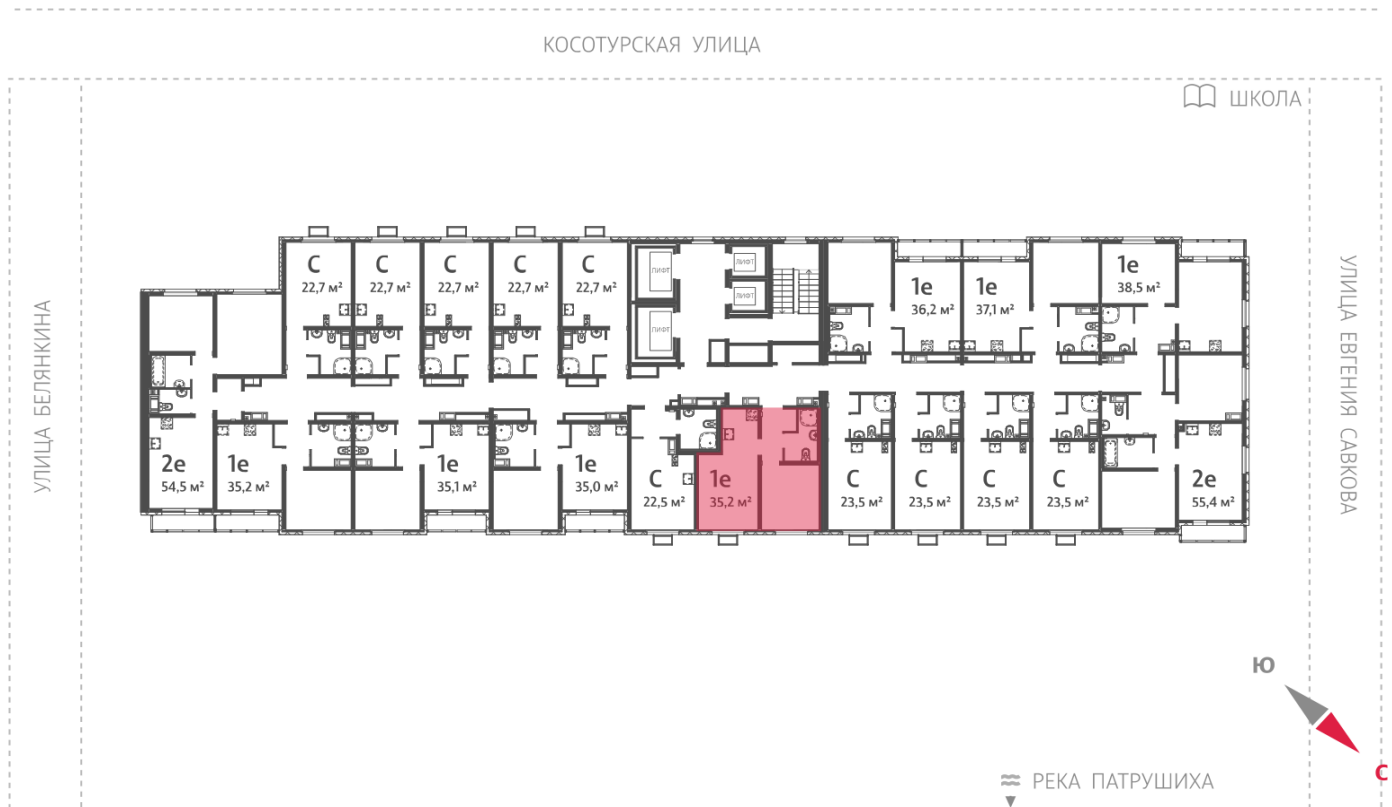 КОСОТУРСКАЯ УЛИЦА
ШКОЛА
УЛИЦА БЕЛЯНКИНА
УЛИЦА ЕВГЕНИЯ САВКОВА
С
22,7 м²
С
22,7 м²
С
22,7 м²
С
22,7 м²
С
22,7 м²
ЛИФТ
ЛИФТ
ЛИФТ
ЛИФТ
1е
36,2 м²
1е
37,1 м²
1е
38,5 м²
2е
54,5 м²
1е
35,2 м²
1е
35,1 м²
1е
35,0 м²
С
22,5 м²
1е
35,2 м²
С
23,5 м²
С
23,5 м²
С
23,5 м²
С
23,5 м²
2е
55,4 м²
Ю
С
РЕКА ПАТРУШИХА